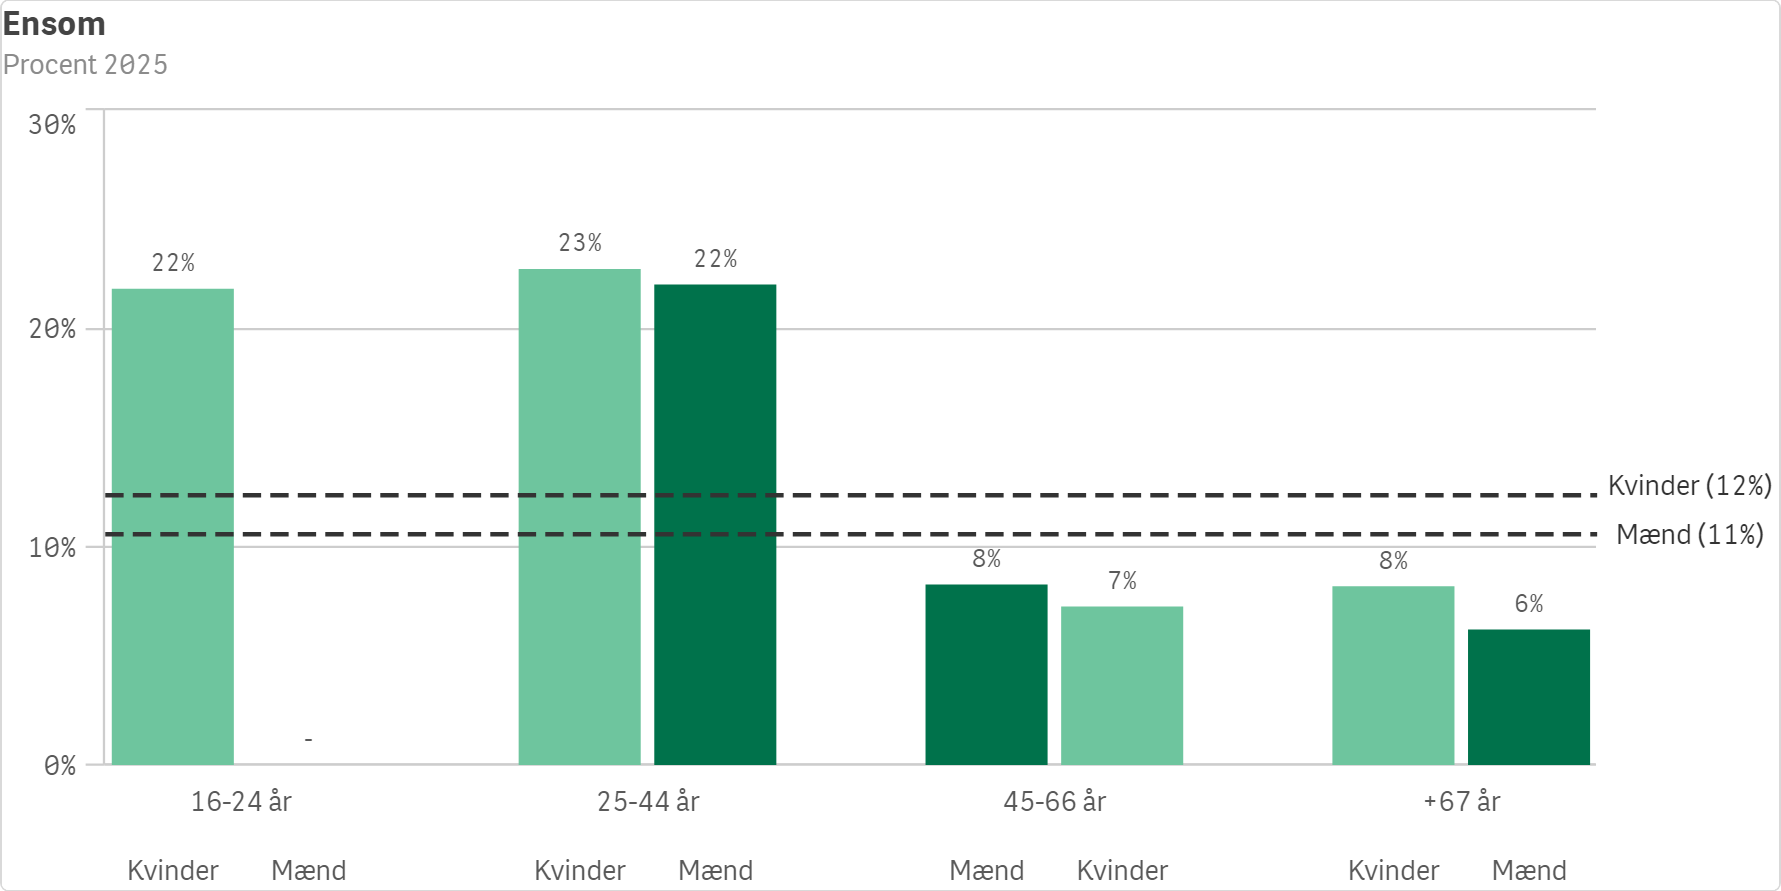 Ensom
Procent 2025
30%
20%
10%
0%
22%
-
23%
22%
8%
7%
8%
6%
Kvinder (12%)
Mænd (11%)
16-24 år
25-44 år
45-66 år
+67 år
Kvinder
Mænd
Kvinder
Mænd
Mænd
Kvinder
Kvinder
Mænd